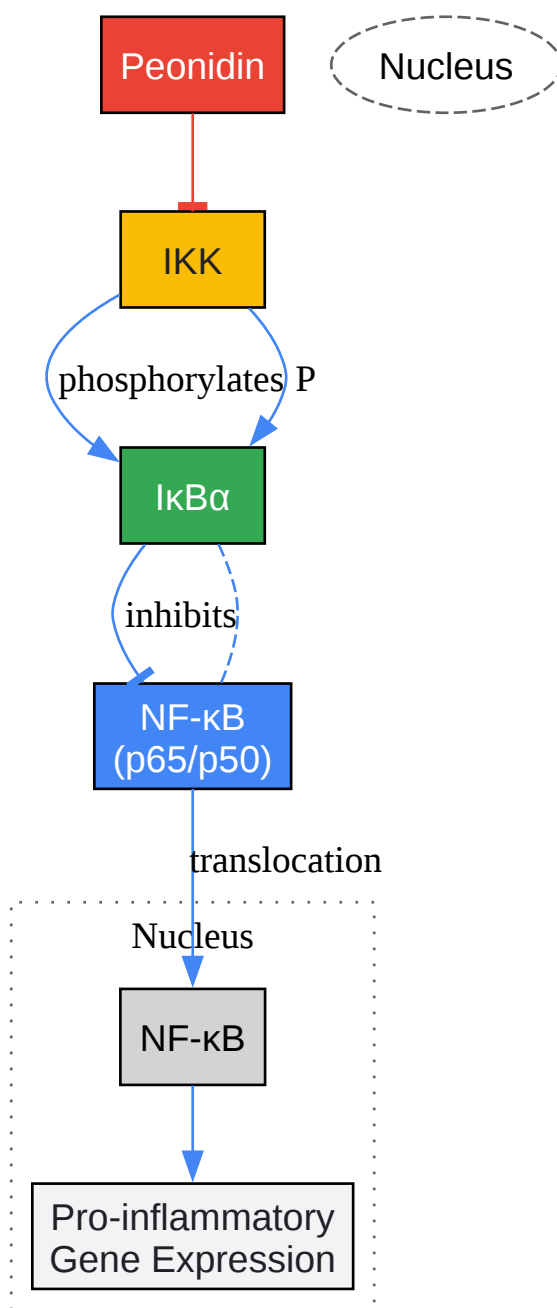 Peonidin
Nucleus
IKK
phosphorylates
P
IκBα
inhibits
NF-κB
(p65/p50)
translocation
Nucleus
NF-κB
Pro-inflammatory
Gene Expression